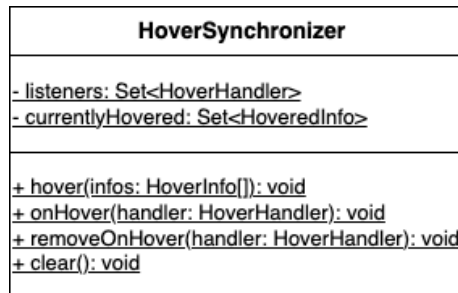 HoverSynchronizer
- listeners: Set<HoverHandler>
- currentlyHovered: Set<HoveredInfo>
+ hover(infos: HoverInfo[]): void
+ onHover(handler: HoverHandler): void
+ removeOnHover(handler: HoverHandler): void
+ clear(): void